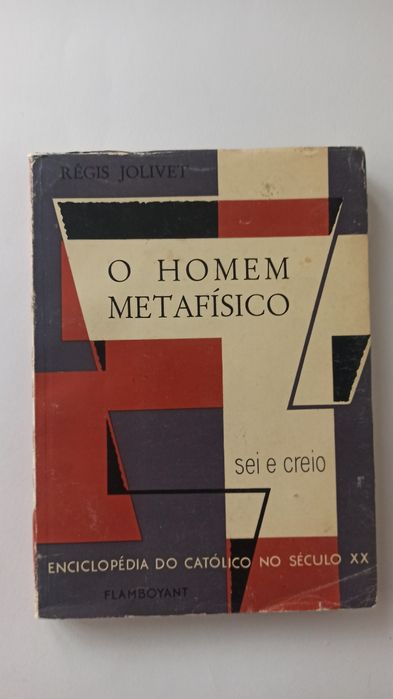 RÉGIS JOLIVET
O HOMEM
METAFÍSICO
sei e creio
ENCICLOPÉDIA DO CATÓLICO NO SÉCULO XX
FLAMBOYANT